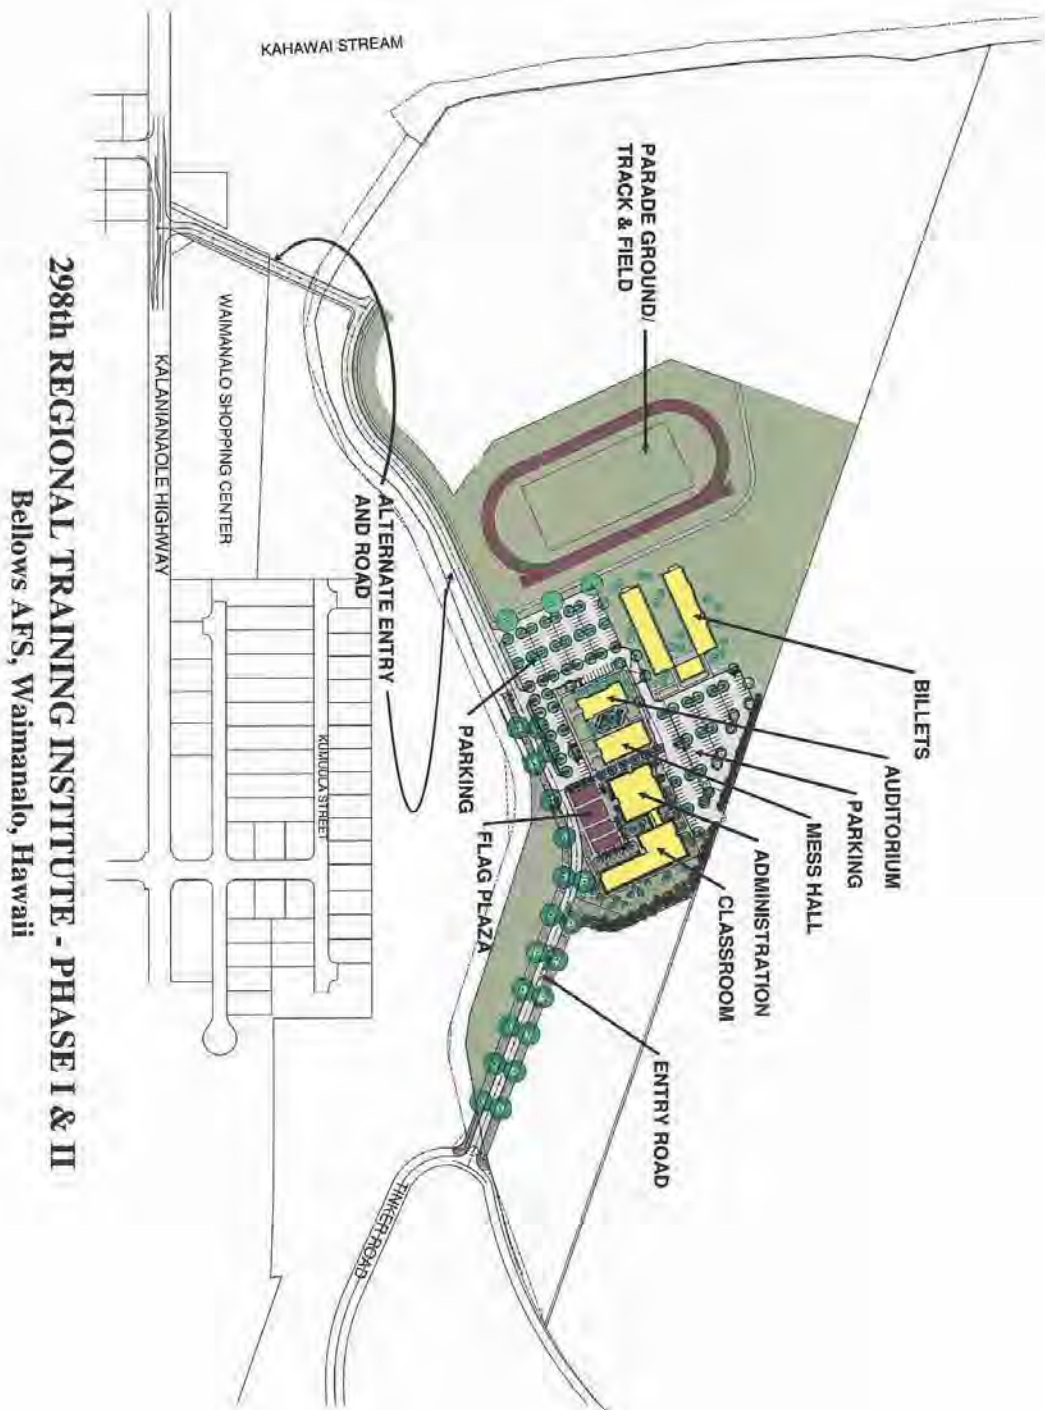 KAHAWAI STREAM
PARADE GROUND/
TRACK & FIELD
BILLETS
AUDITORIUM
PARKING
MESS HALL
ADMINISTRATION
CLASSROOM
ENTRY ROAD
FLAG PLAZA
PARKING
ALTERNATE ENTRY
AND ROAD
TINKER ROAD
KUMUULA STREET
WAIMANALO SHOPPING CENTER
KALANIANAOLE HIGHWAY
298th REGIONAL TRAINING INSTITUTE - PHASE I & II
Bellows AFS, Waimanalo, Hawaii